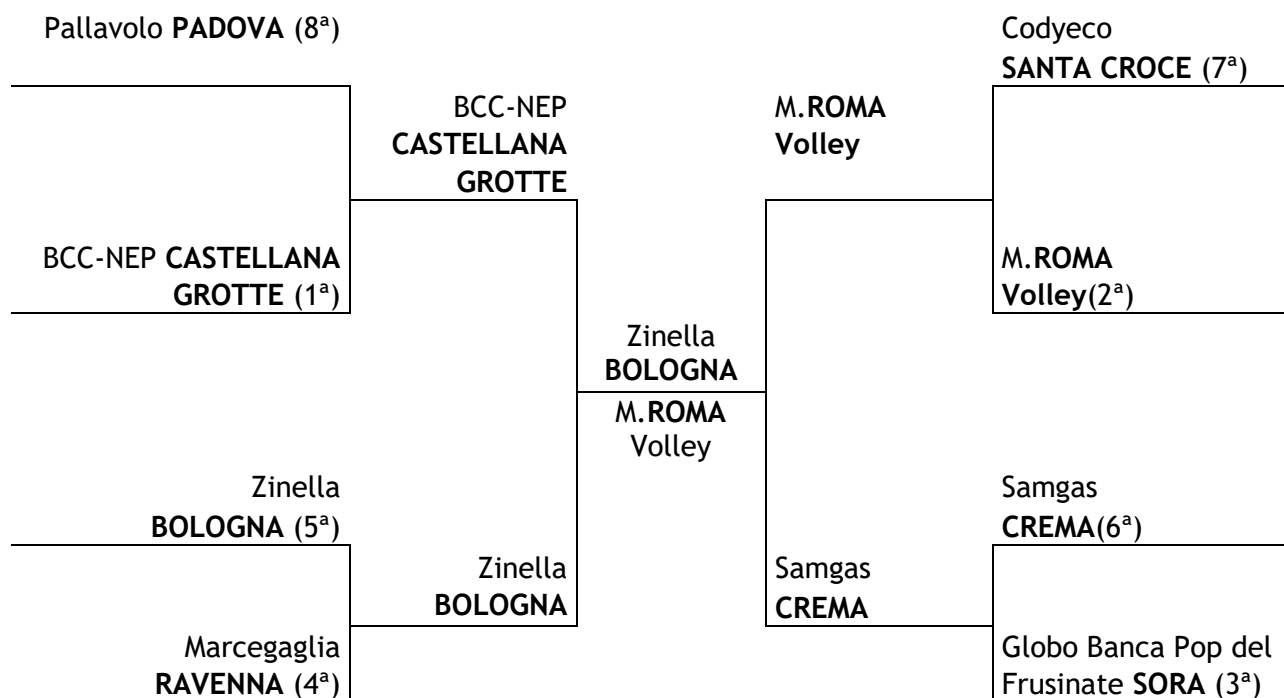 Pallavolo PADOVA (8ª)
BCC-NEP CASTELLANA
GROTTE (1ª)
Zinella
BOLOGNA (5ª)
Marcegaglia
RAVENNA (4ª)
BCC-NEP
CASTELLANA
GROTTE
Zinella
BOLOGNA
Zinella
BOLOGNA
M.ROMA
Volley
M.ROMA
Volley
Samgas
CREMA
Codyeco
SANTA CROCE (7ª)
M.ROMA
Volley(2ª)
Samgas
CREMA(6ª)
Globo Banca Pop del
Frusinate SORA (3ª)